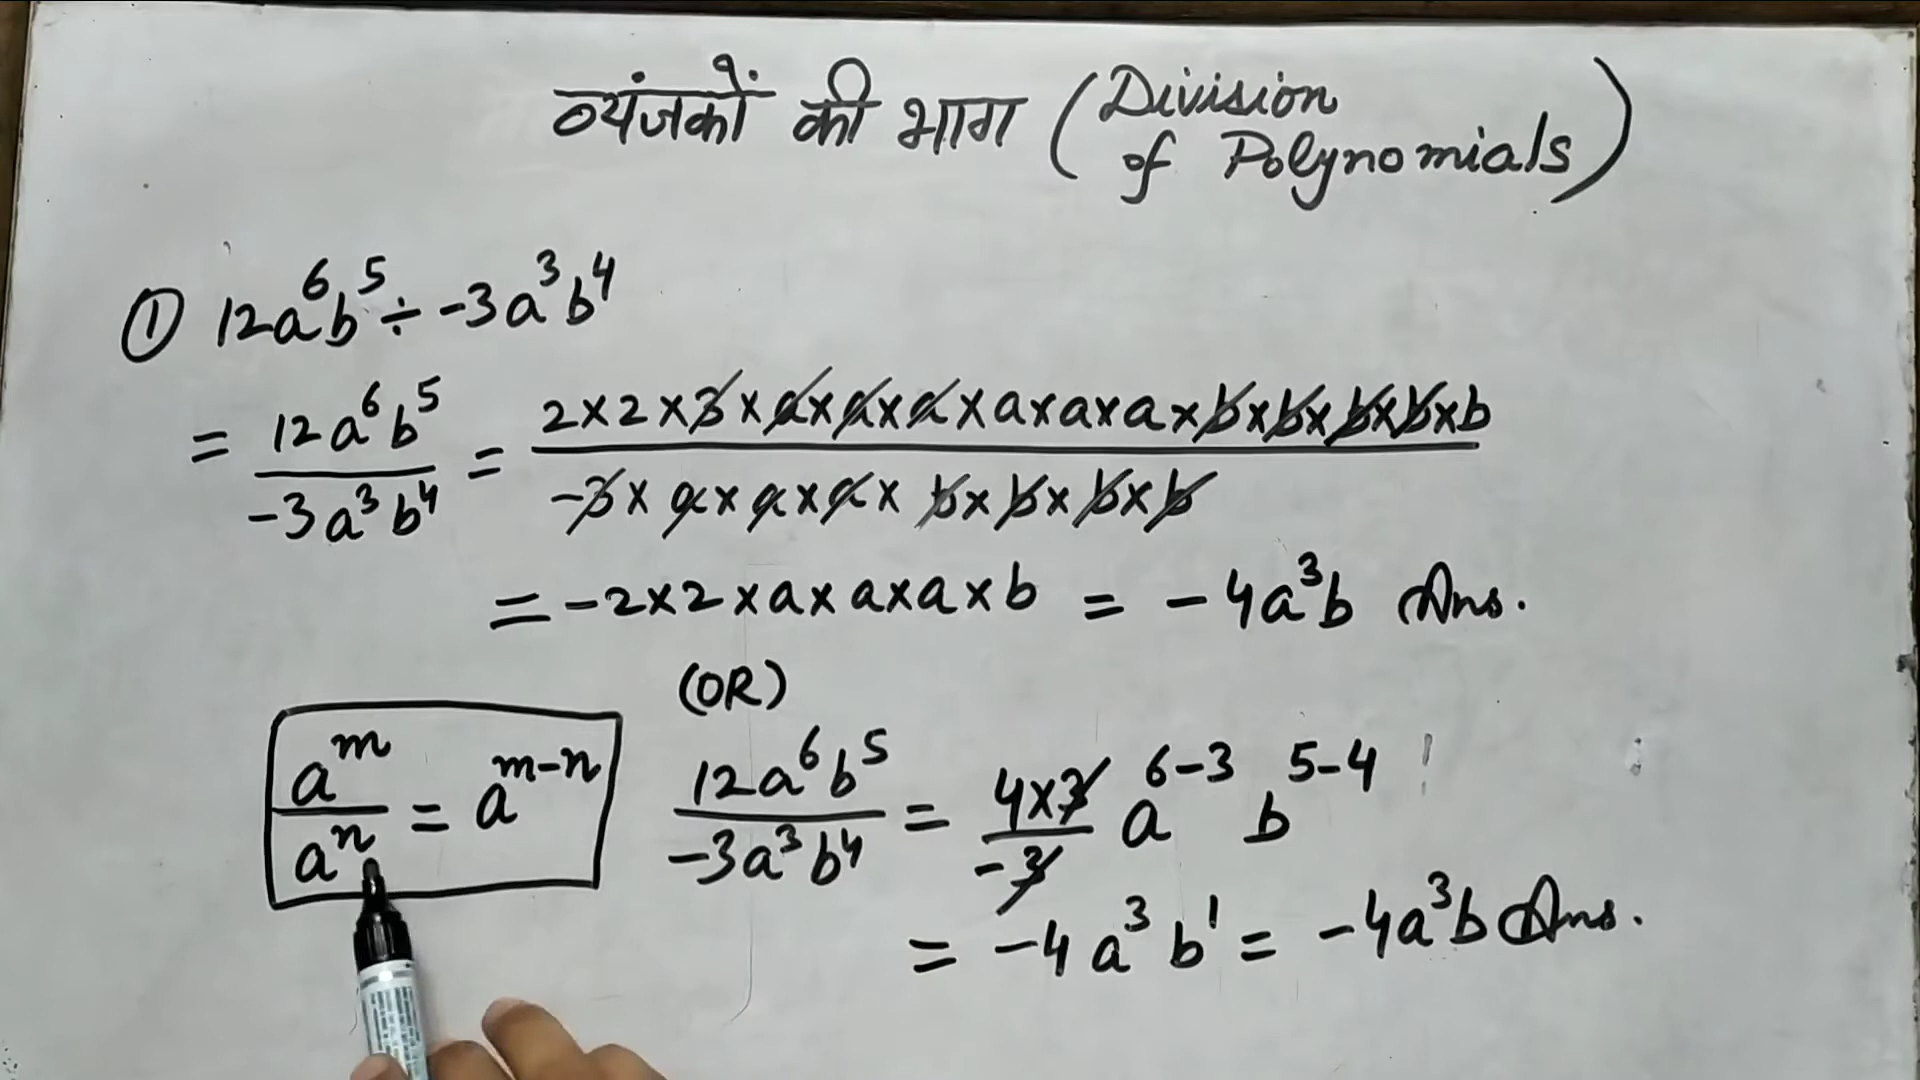 व्यंजकों की भाग (Division of Polynomials)
① 12a⁶b⁵ ÷ -3a³b⁴
= 12a⁶b⁵ / -3a³b⁴ = 2×2×3×a×a×a×a×a×a×b×b×b×b×b / -3×a×a×a×b×b×b×b
= -2×2×a×a×a×b = -4a³b Ans.
(OR)
aᵐ / aⁿ = aᵐ⁻ⁿ
12a⁶b⁵ / -3a³b⁴ = 4×3 / -3 a⁶⁻³ b⁵⁻⁴
= -4a³b¹ = -4a³b Ans.